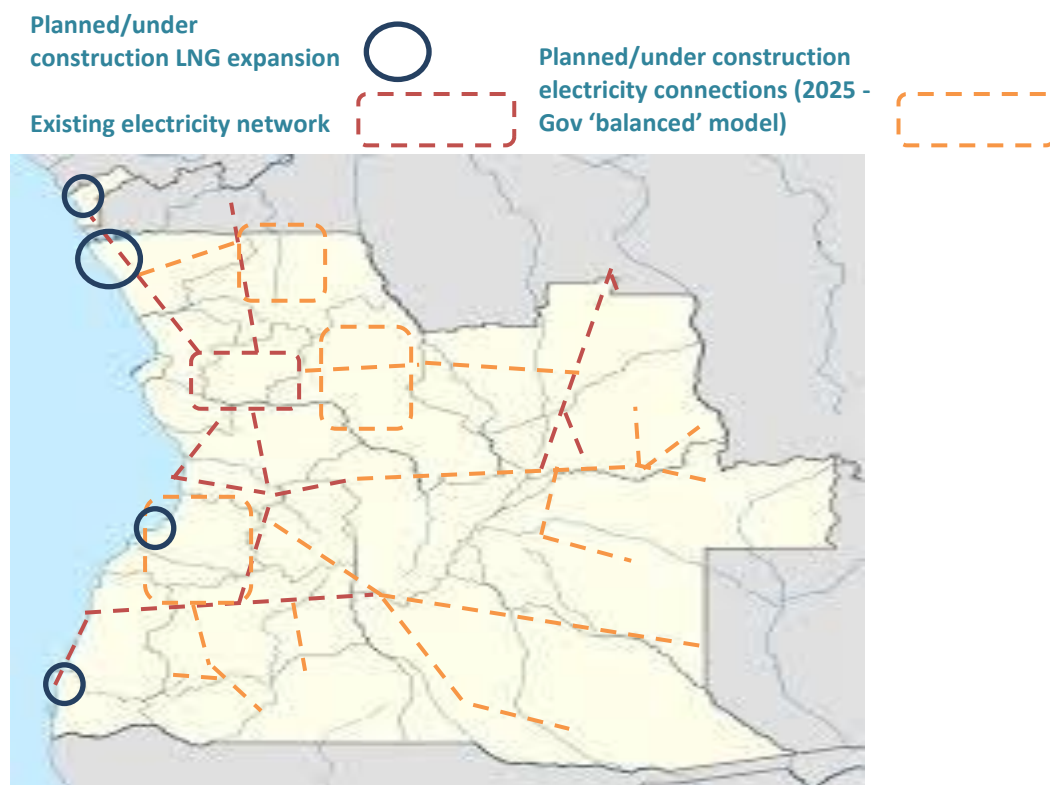 Planned/under
construction LNG expansion
Existing electricity network
Planned/under construction
electricity connections (2025 -
Gov ‘balanced’ model)